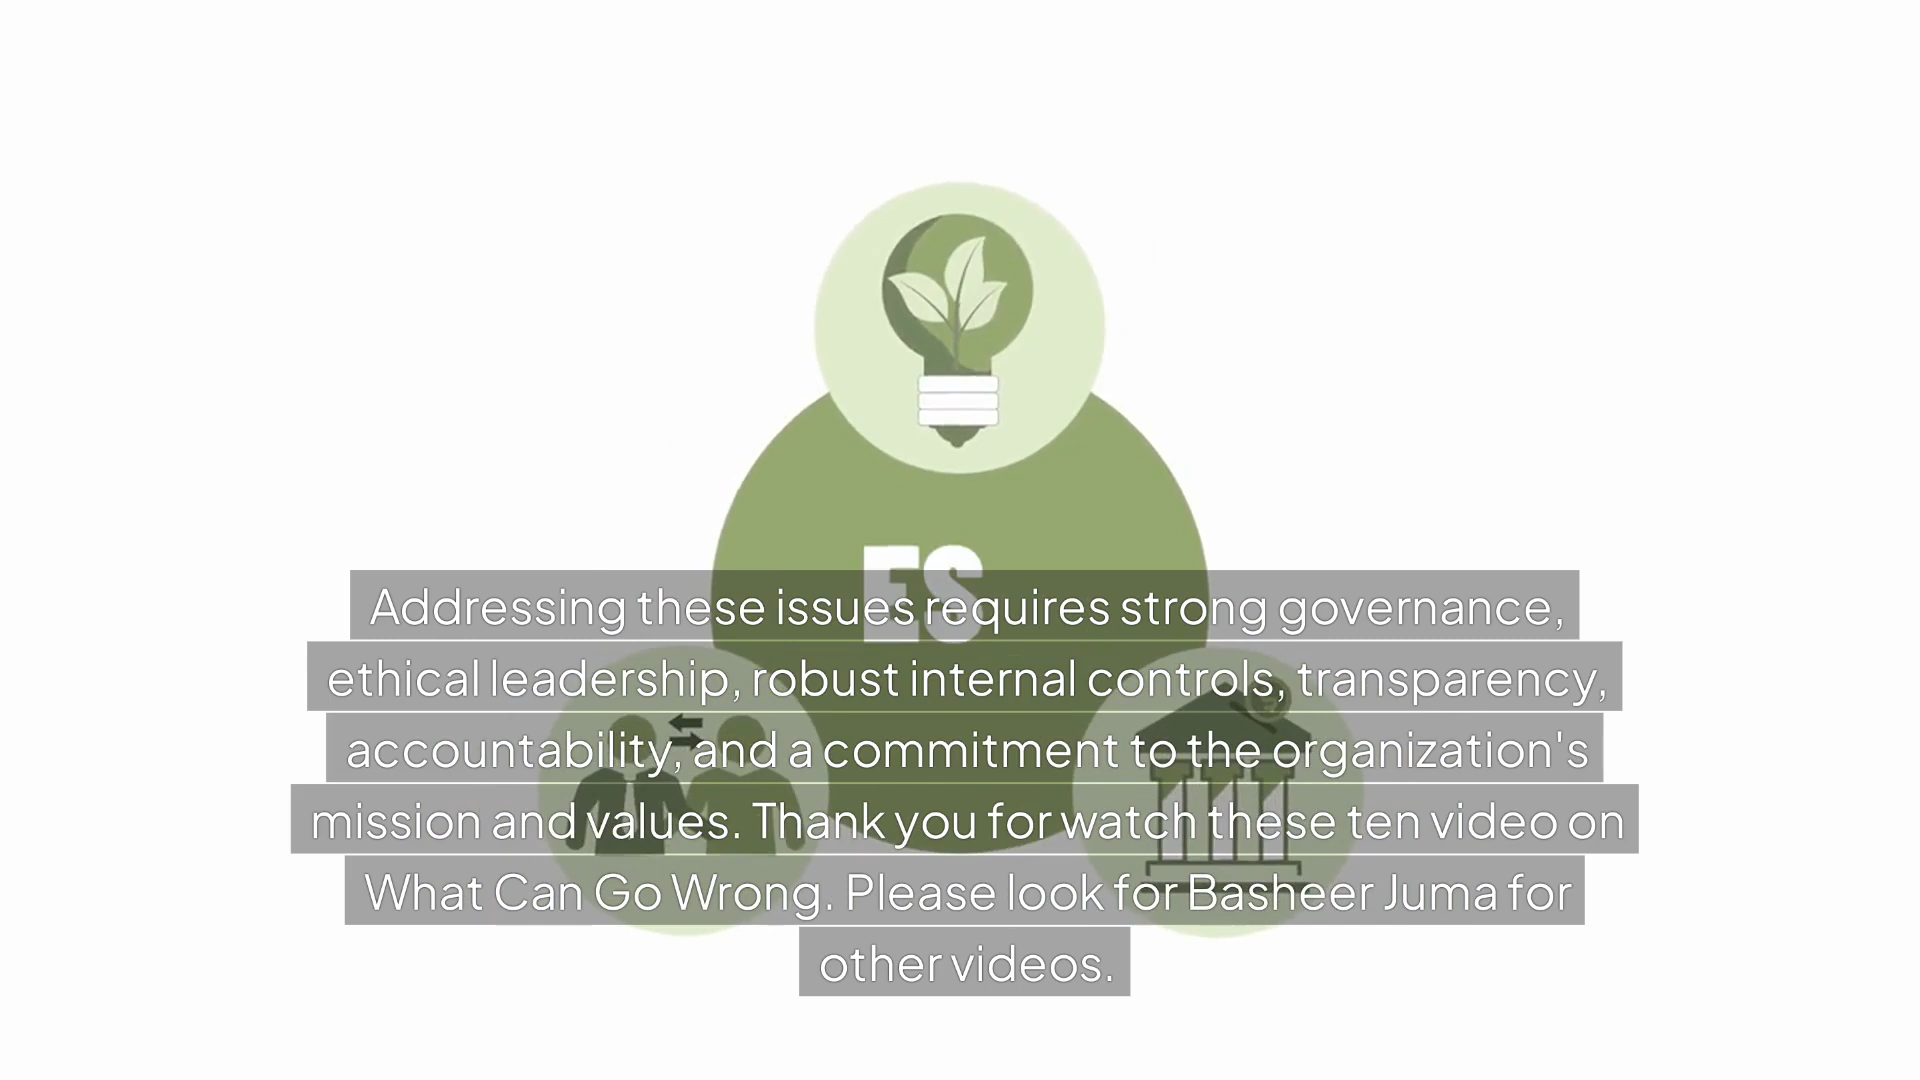 ES
Addressing these issues requires strong governance,
ethical leadership, robust internal controls, transparency,
accountability, and a commitment to the organization's
mission and values. Thank you for watch these ten video on
What Can Go Wrong. Please look for Basheer Juma for
other videos.